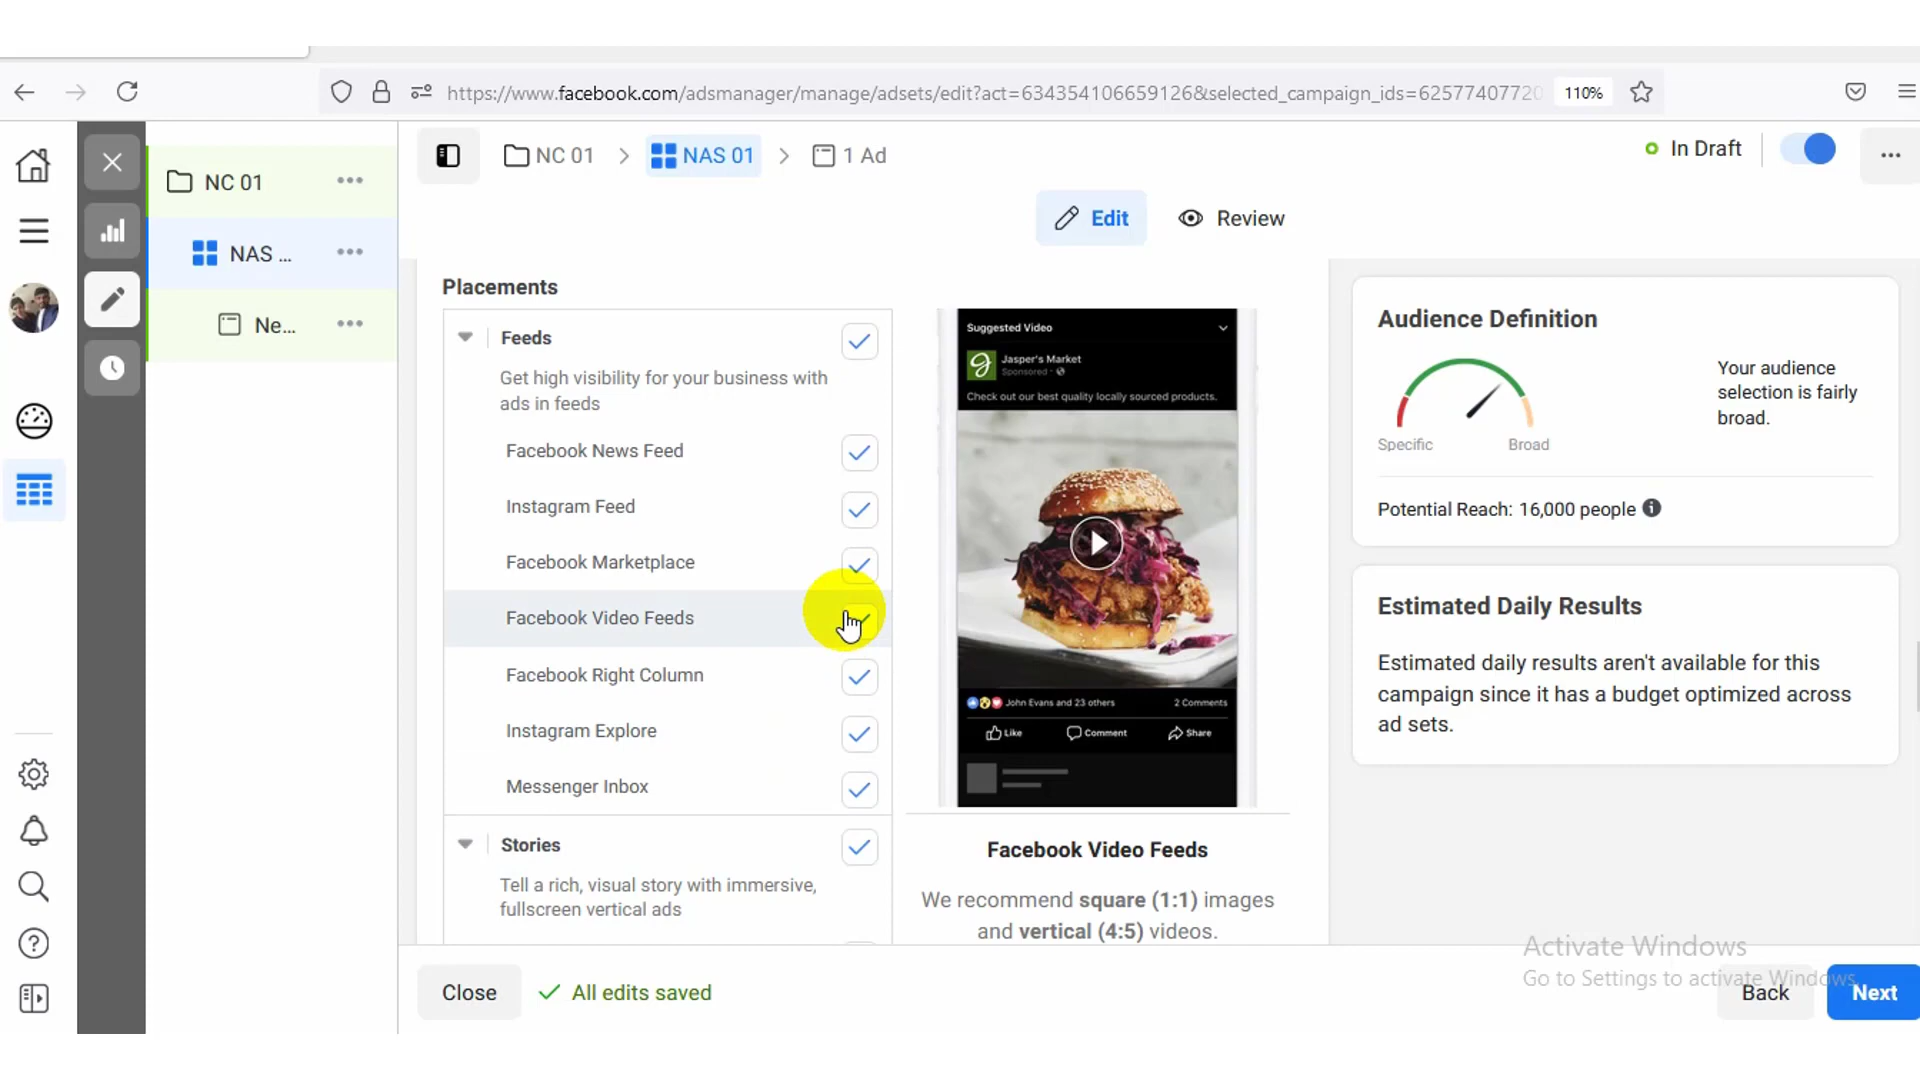 https://www.facebook.com/adsmanager/manage/adsets/edit?act=634354106659126&selected_campaign_ids=62577407720
110%
NC 01
NAS 01
1 Ad
In Draft
NC 01
NAS ...
Ne...
Edit
Review
Placements
Feeds
Get high visibility for your business with
ads in feeds
Facebook News Feed
Instagram Feed
Facebook Marketplace
Facebook Video Feeds
Facebook Right Column
Instagram Explore
Messenger Inbox
Stories
Tell a rich, visual story with immersive,
fullscreen vertical ads
Suggested Video
Jasper's Market
Sponsored ·
Check out our best quality locally sourced products.
John Evans and 23 others
2 Comments
Like
Comment
Share
Facebook Video Feeds
We recommend square (1:1) images
and vertical (4:5) videos.
Audience Definition
Your audience
selection is fairly
broad.
Specific
Broad
Potential Reach: 16,000 people
Estimated Daily Results
Estimated daily results aren't available for this
campaign since it has a budget optimized across
ad sets.
Activate Windows
Go to Settings to activate Windows.
Close
All edits saved
Back
Next